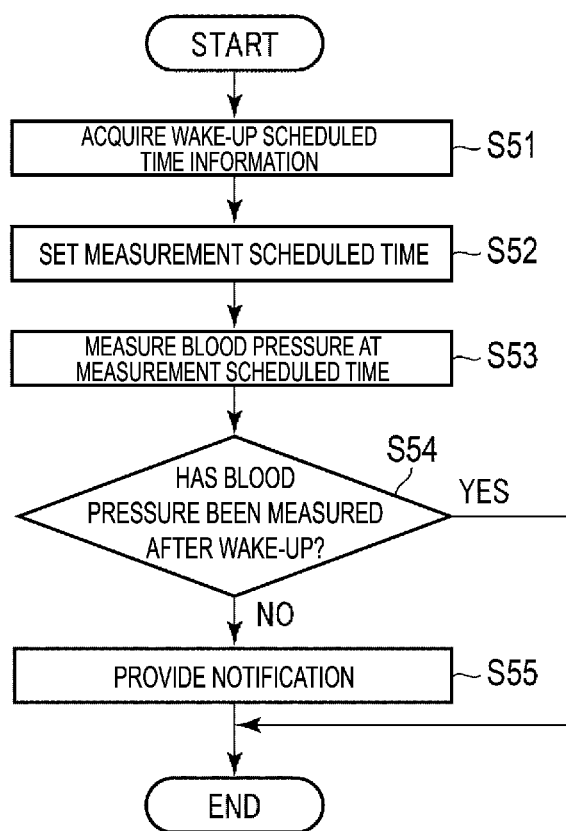 START
ACQUIRE WAKE-UP SCHEDULED
TIME INFORMATION
S51
SET MEASUREMENT SCHEDULED TIME
S52
MEASURE BLOOD PRESSURE AT
MEASUREMENT SCHEDULED TIME
S53
S54
HAS BLOOD
PRESSURE BEEN MEASURED
AFTER WAKE-UP?
YES
NO
PROVIDE NOTIFICATION
S55
END